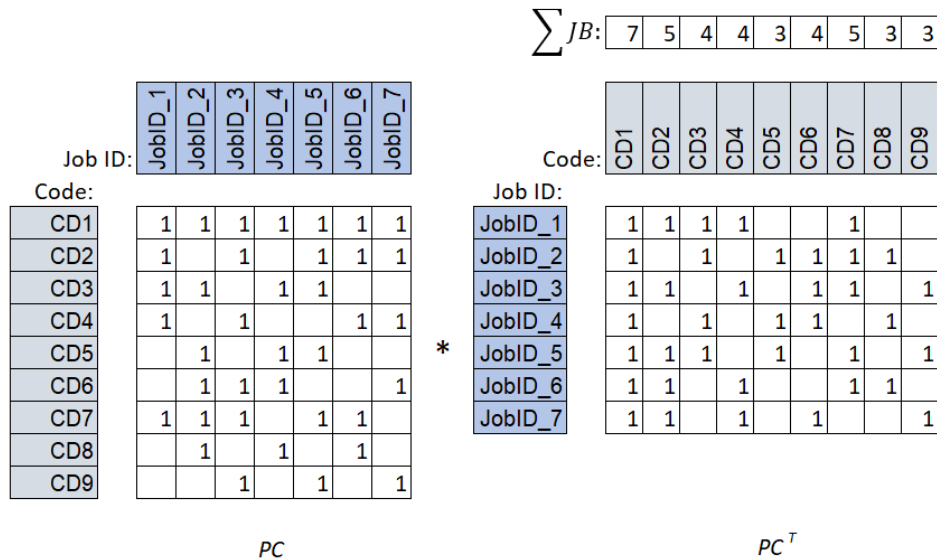 ∑ JB: 7 5 4 4 3 4 5 3 3
Job ID: JobID_1 JobID_2 JobID_3 JobID_4 JobID_5 JobID_6 JobID_7
Code: CD1 CD2 CD3 CD4 CD5 CD6 CD7 CD8 CD9
Code:
Job ID:
CD1 1 1 1 1 1 1 1
JobID_1 1 1 1 1 1
CD2 1 1 1 1 1
JobID_2 1 1 1 1 1 1
CD3 1 1 1 1
JobID_3 1 1 1 1 1 1
CD4 1 1 1 1
JobID_4 1 1 1 1 1
CD5 1 1 1
*
JobID_5 1 1 1 1 1 1
CD6 1 1 1 1
JobID_6 1 1 1 1 1
CD7 1 1 1 1 1
JobID_7 1 1 1 1 1
CD8 1 1 1
CD9 1 1 1
PC
PC T